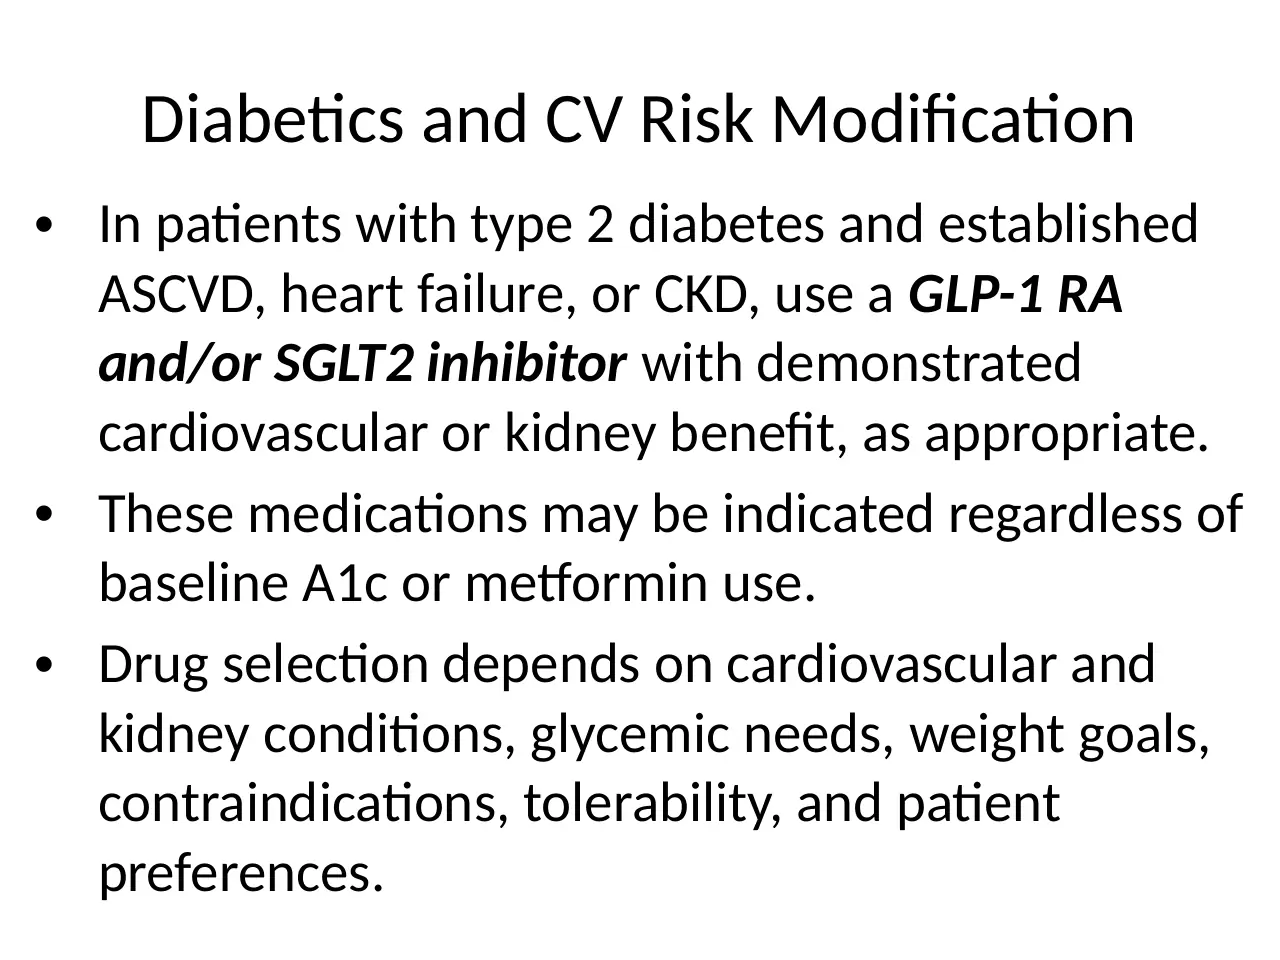 Diabetics and CV Risk Modification
• In patients with type 2 diabetes and established
ASCVD, heart failure, or CKD, use a GLP-1 RA
and/or SGLT2 inhibitor with demonstrated
cardiovascular or kidney benefit, as appropriate.
• These medications may be indicated regardless of
baseline A1c or metformin use.
• Drug selection depends on cardiovascular and
kidney conditions, glycemic needs, weight goals,
contraindications, tolerability, and patient
preferences.